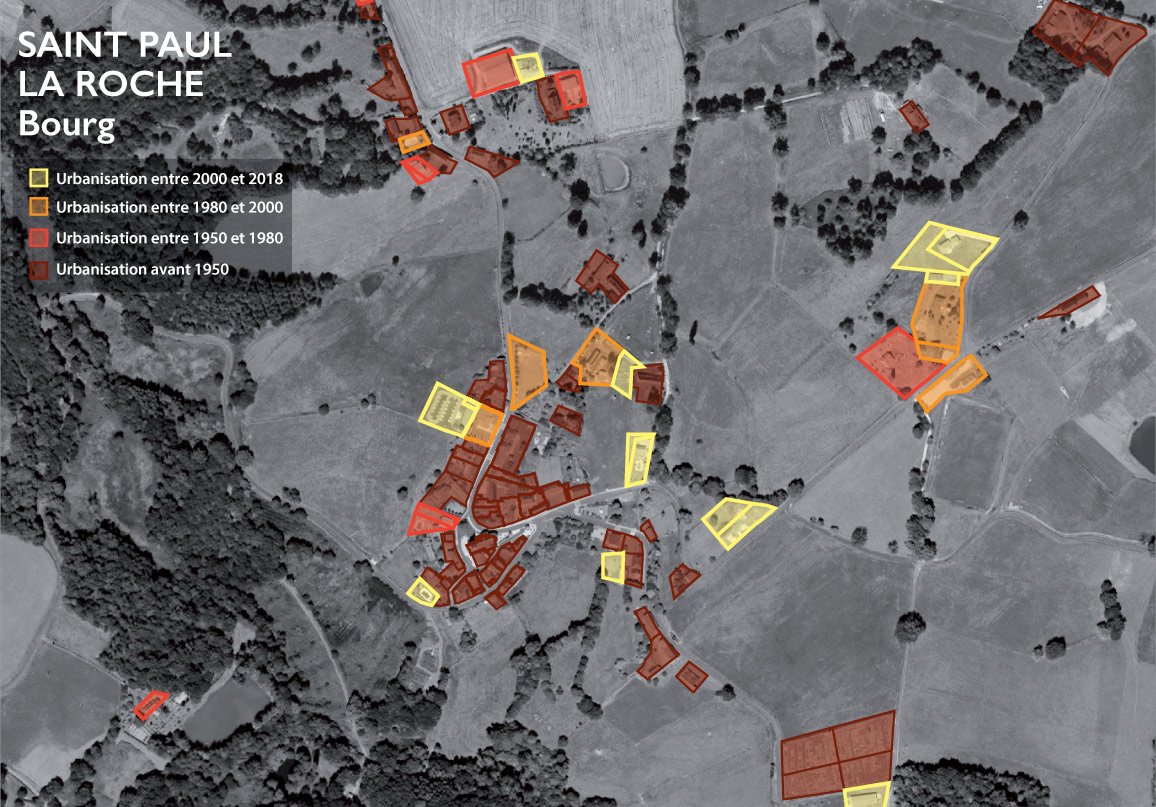 SAINT PAUL
LA ROCHE
Bourg
Urbanisation entre 2000 et 2018
Urbanisation entre 1980 et 2000
Urbanisation entre 1950 et 1980
Urbanisation avant 1950